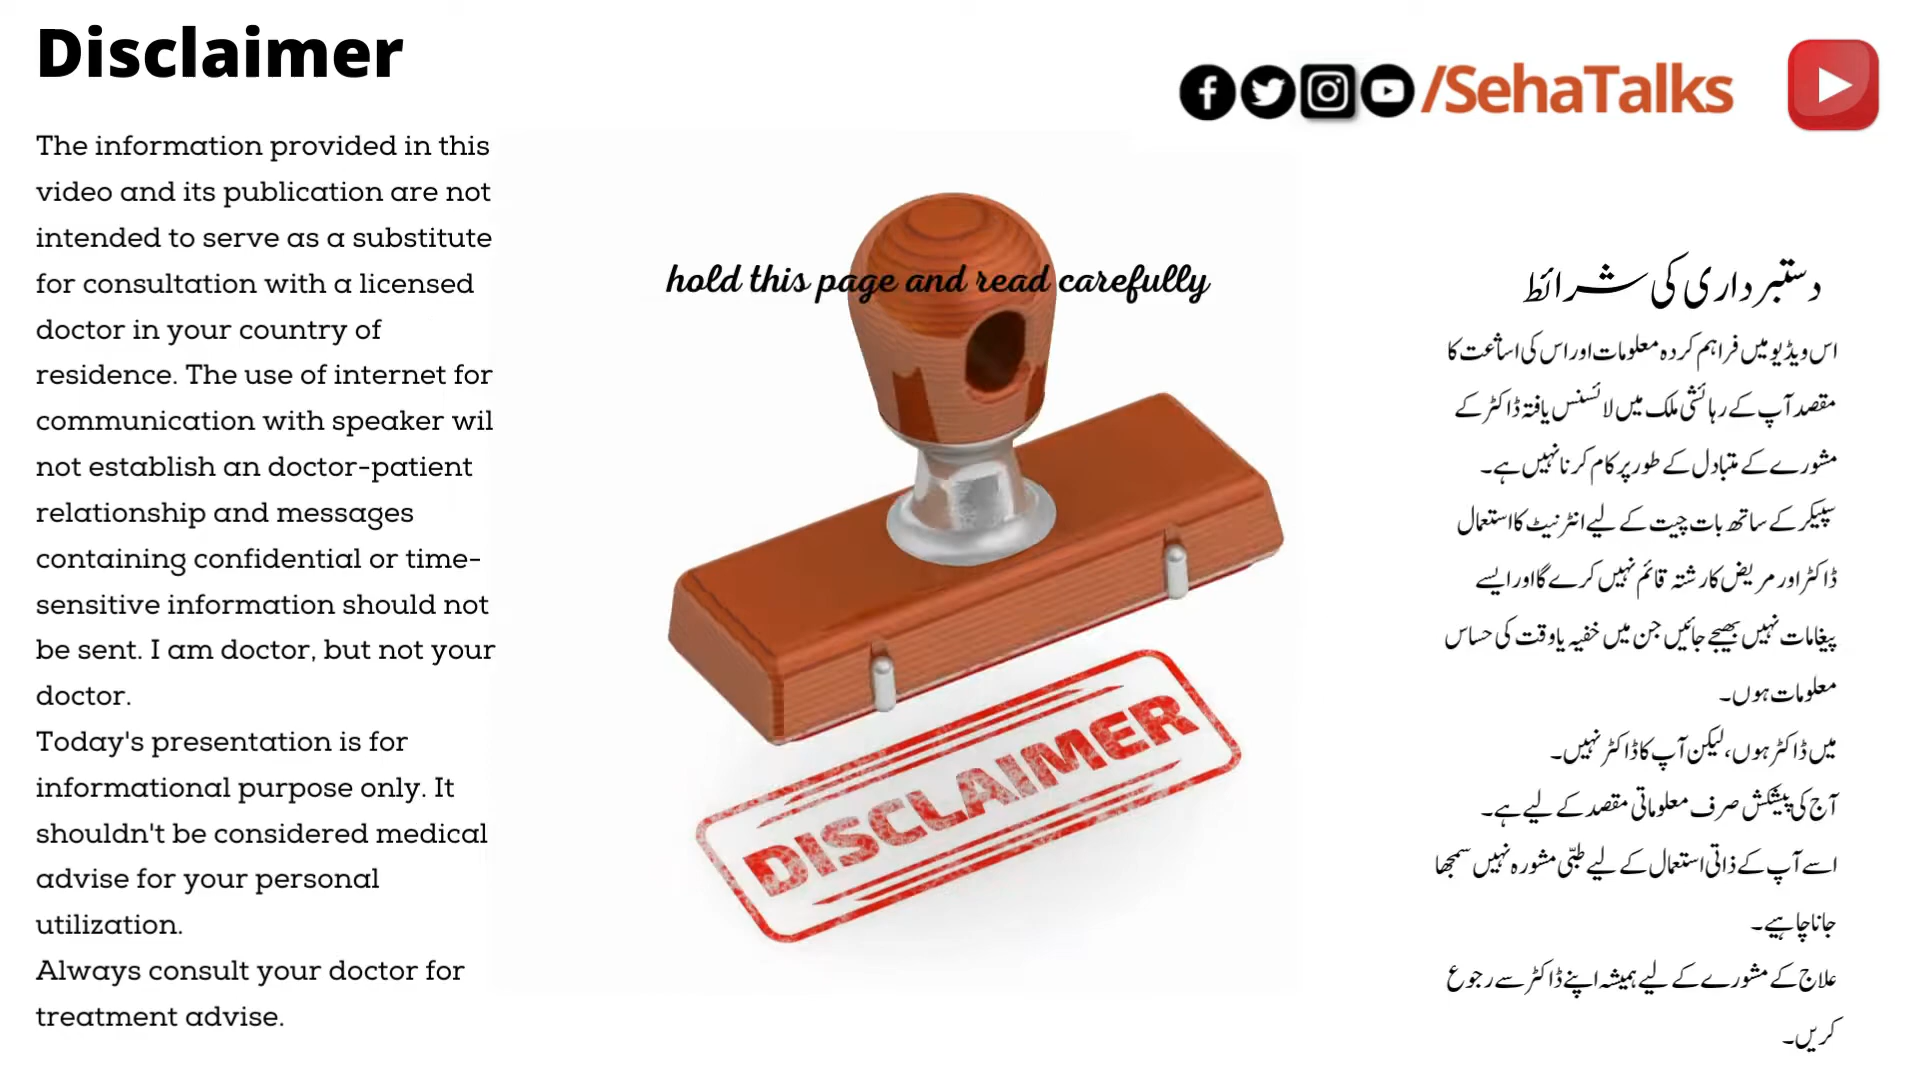 Disclaimer
/SehaTalks
The information provided in this
video and its publication are not
intended to serve as a substitute
for consultation with a licensed
doctor in your country of
residence. The use of internet for
communication with speaker wil
not establish an doctor-patient
relationship and messages
containing confidential or time-
sensitive information should not
be sent. I am doctor, but not your
doctor.
Today's presentation is for
informational purpose only. It
shouldn't be considered medical
advise for your personal
utilization.
Always consult your doctor for
treatment advise.
hold this page and read carefully
DISCLAIMER
دستبرداری کی شرائط
اس ویڈیو میں فراہم کردہ معلومات اور اس کی اشاعت کا
مقصد آپ کے رہائشی ملک میں لائسنس یافتہ ڈاکٹر کے
مشورے کے متبادل کے طور پر کام کرنا نہیں ہے۔
سپیکر کے ساتھ بات چیت کے لیے انٹرنیٹ کا استعمال
ڈاکٹر اور مریض کا رشتہ قائم نہیں کرے گا اور ایسے
پیغامات نہیں بھیجے جائیں جن میں خفیہ یا وقت کی حساس
معلومات ہوں۔
میں ڈاکٹر ہوں، لیکن آپ کا ڈاکٹر نہیں۔
آج کی پیشکش صرف معلوماتی مقصد کے لیے ہے۔
اسے آپ کے ذاتی استعمال کے لیے طبّی مشورہ نہیں سمجھا
جانا چاہیے۔
علاج کے مشورے کے لیے ہمیشہ اپنے ڈاکٹر سے رجوع
کریں۔